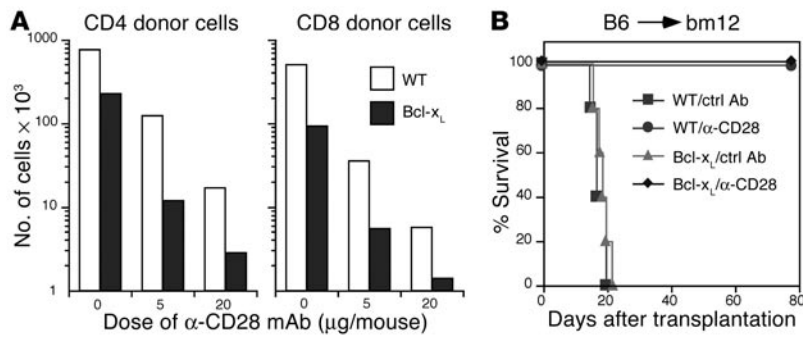 A
CD4 donor cells
CD8 donor cells
No. of cells × 10³
1000
100
10
1
WT
Bcl-xL
0
5
20
0
5
20
Dose of α-CD28 mAb (μg/mouse)
B
B6 → bm12
% Survival
100
80
60
40
20
0
WT/ctrl Ab
WT/α-CD28
Bcl-xL/ctrl Ab
Bcl-xL/α-CD28
0
20
40
60
80
Days after transplantation